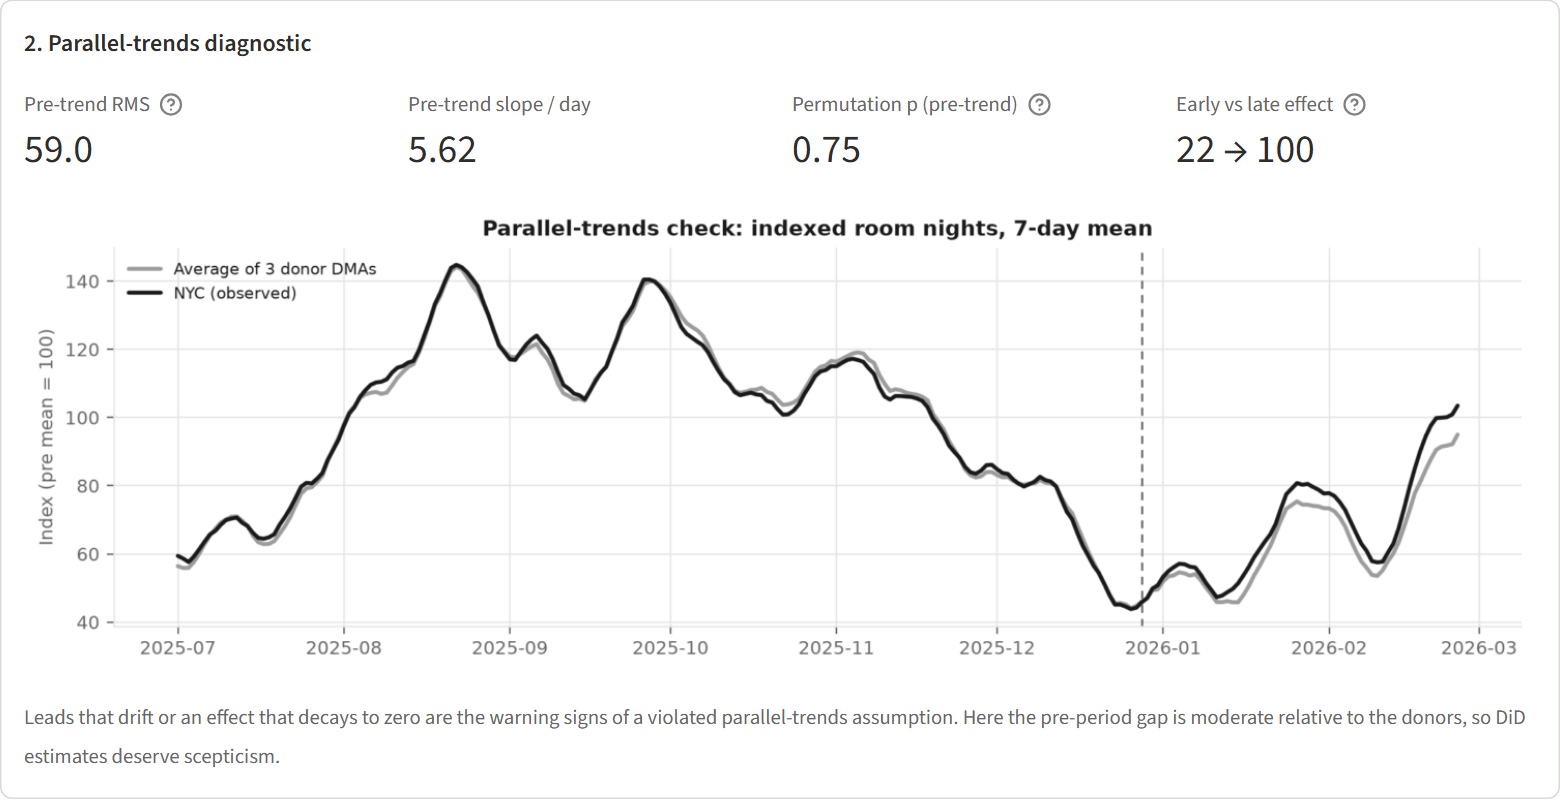 2. Parallel-trends diagnostic
Pre-trend RMS ?
Pre-trend slope / day
Permutation p (pre-trend) ?
Early vs late effect ?
59.0
5.62
0.75
22 → 100
Parallel-trends check: indexed room nights, 7-day mean
Average of 3 donor DMAs
NYC (observed)
Index (pre mean = 100)
140
120
100
80
60
40
2025-07
2025-08
2025-09
2025-10
2025-11
2025-12
2026-01
2026-02
2026-03
Leads that drift or an effect that decays to zero are the warning signs of a violated parallel-trends assumption. Here the pre-period gap is moderate relative to the donors, so DiD
estimates deserve scepticism.